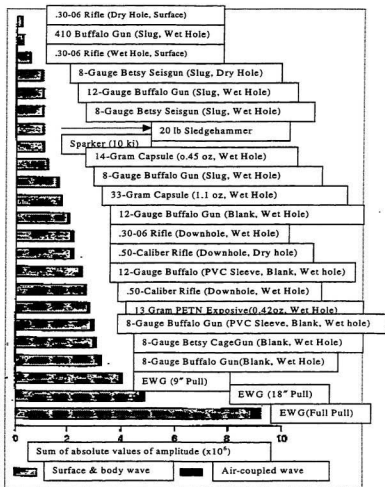 .30-06 Rifle (Dry Hole, Surface)
410 Buffalo Gun (Slug, Wet Hole)
.30-06 Rifle (Wet Hole, Surface)
8-Gauge Betsy Seisgun (Slug, Dry Hole)
12-Gauge Buffalo Gun (Slug, Wet Hole)
8-Gauge Betsy Seisgun (Slug, Wet Hole)
20 lb Sledgehammer
Sparker (10 ki)
14-Gram Capsule (0.45 oz, Wet Hole)
8-Gauge Buffalo Gun (Slug, Wet Hole)
33-Gram Capsule (1.1 oz, Wet Hole)
12-Gauge Buffalo Gun (Blank, Wet Hole)
.30-06 Rifle (Downhole, Wet Hole)
.50-Caliber Rifle (Downhole, Dry hole)
12-Gauge Buffalo (PVC Sleeve, Blank, Wet hole)
.50-Caliber Rifle (Downhole, Wet Hole)
13 Gram PETN Exposive(0.42oz, Wet Hole)
8-Gauge Buffalo Gun (PVC Sleeve, Blank, Wet hole)
8-Gauge Betsy CageGun (Blank, Wet Hole)
8-Gauge Buffalo Gun(Blank, Wet Hole)
EWG (9" Pull)
EWG (18" Pull)
EWG(Full Pull)
0 2 4 6 8 10
Sum of absolute values of amplitude (x10⁶)
Surface & body wave Air-coupled wave